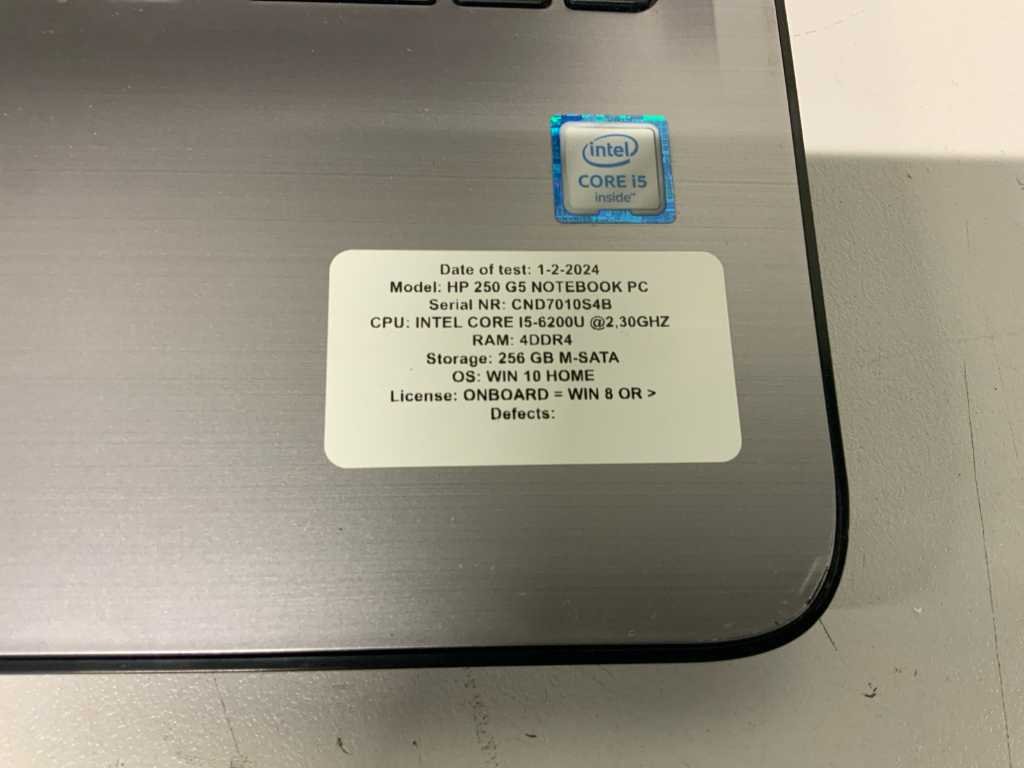 intel
CORE i5
inside™
Date of test: 1-2-2024
Model: HP 250 G5 NOTEBOOK PC
Serial NR: CND7010S4B
CPU: INTEL CORE I5-6200U @2,30GHZ
RAM: 4DDR4
Storage: 256 GB M-SATA
OS: WIN 10 HOME
License: ONBOARD = WIN 8 OR >
Defects: